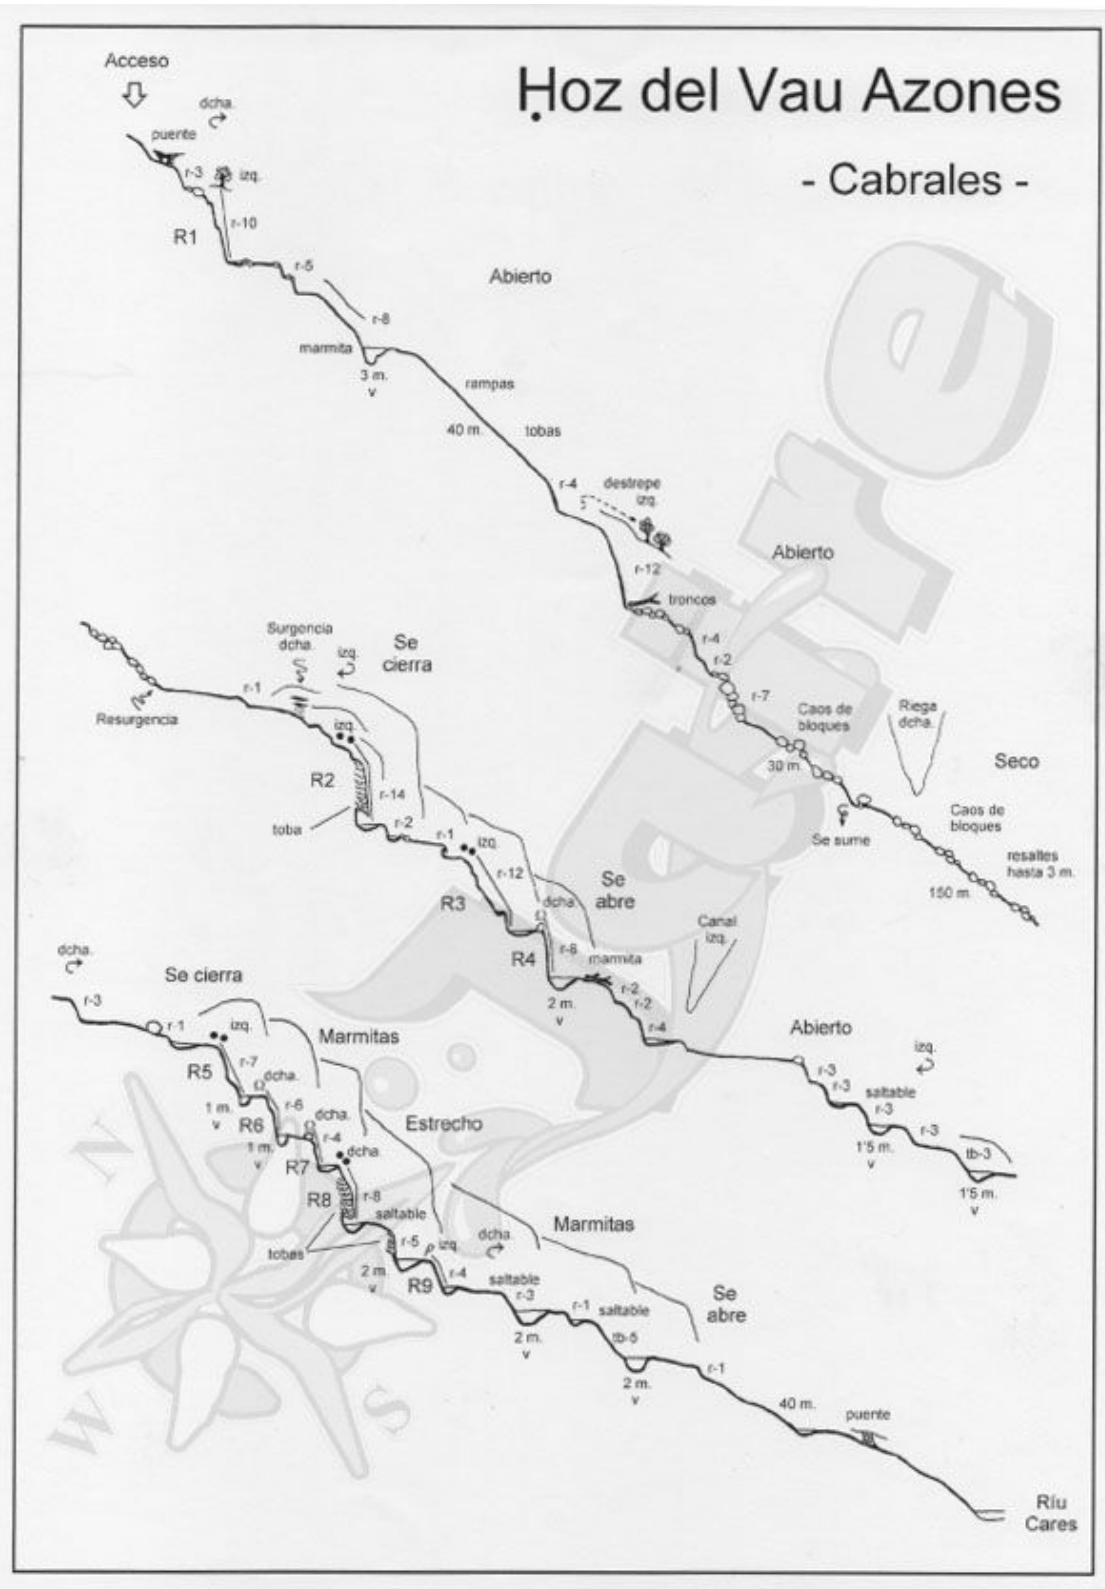 Acceso
Ḥoz del Vau Azones
- Cabrales -
dcha.
puente
r-3
izq.
r-10
R1
r-5
Abierto
r-8
marmita
3 m.
v
rampas
40 m.
tobas
r-4
destrepe
izq.
Abierto
r-12
troncos
r-4
r-2
r-7
Caos de
bloques
Riega
dcha.
30 m.
Seco
Se sume
Caos de
bloques
resaltes
hasta 3 m.
150 m.
Surgencia
dcha.
izq.
Se
cierra
r-1
Resurgencia
izq.
R2
r-14
toba
r-2
r-1
izq.
r-12
R3
dcha.
Se
abre
Canal
izq.
R4
r-8
marmita
2 m.
v
r-2
r-2
r-4
Abierto
izq.
r-3
r-3
saltable
r-3
1'5 m.
v
r-3
tb-3
1'5 m.
v
dcha.
Se cierra
r-3
r-1
izq.
Marmitas
R5
r-7
dcha.
1 m.
v
R6
r-6
dcha.
Estrecho
1 m.
v
R7
r-4
dcha.
R8
r-8
saltable
tobas
r-5
izq.
2 m.
v
R9
r-4
dcha.
Marmitas
saltable
r-3
2 m.
v
r-1
saltable
tb-5
2 m.
v
Se
abre
r-1
40 m.
puente
Ríu
Cares
N
W
S